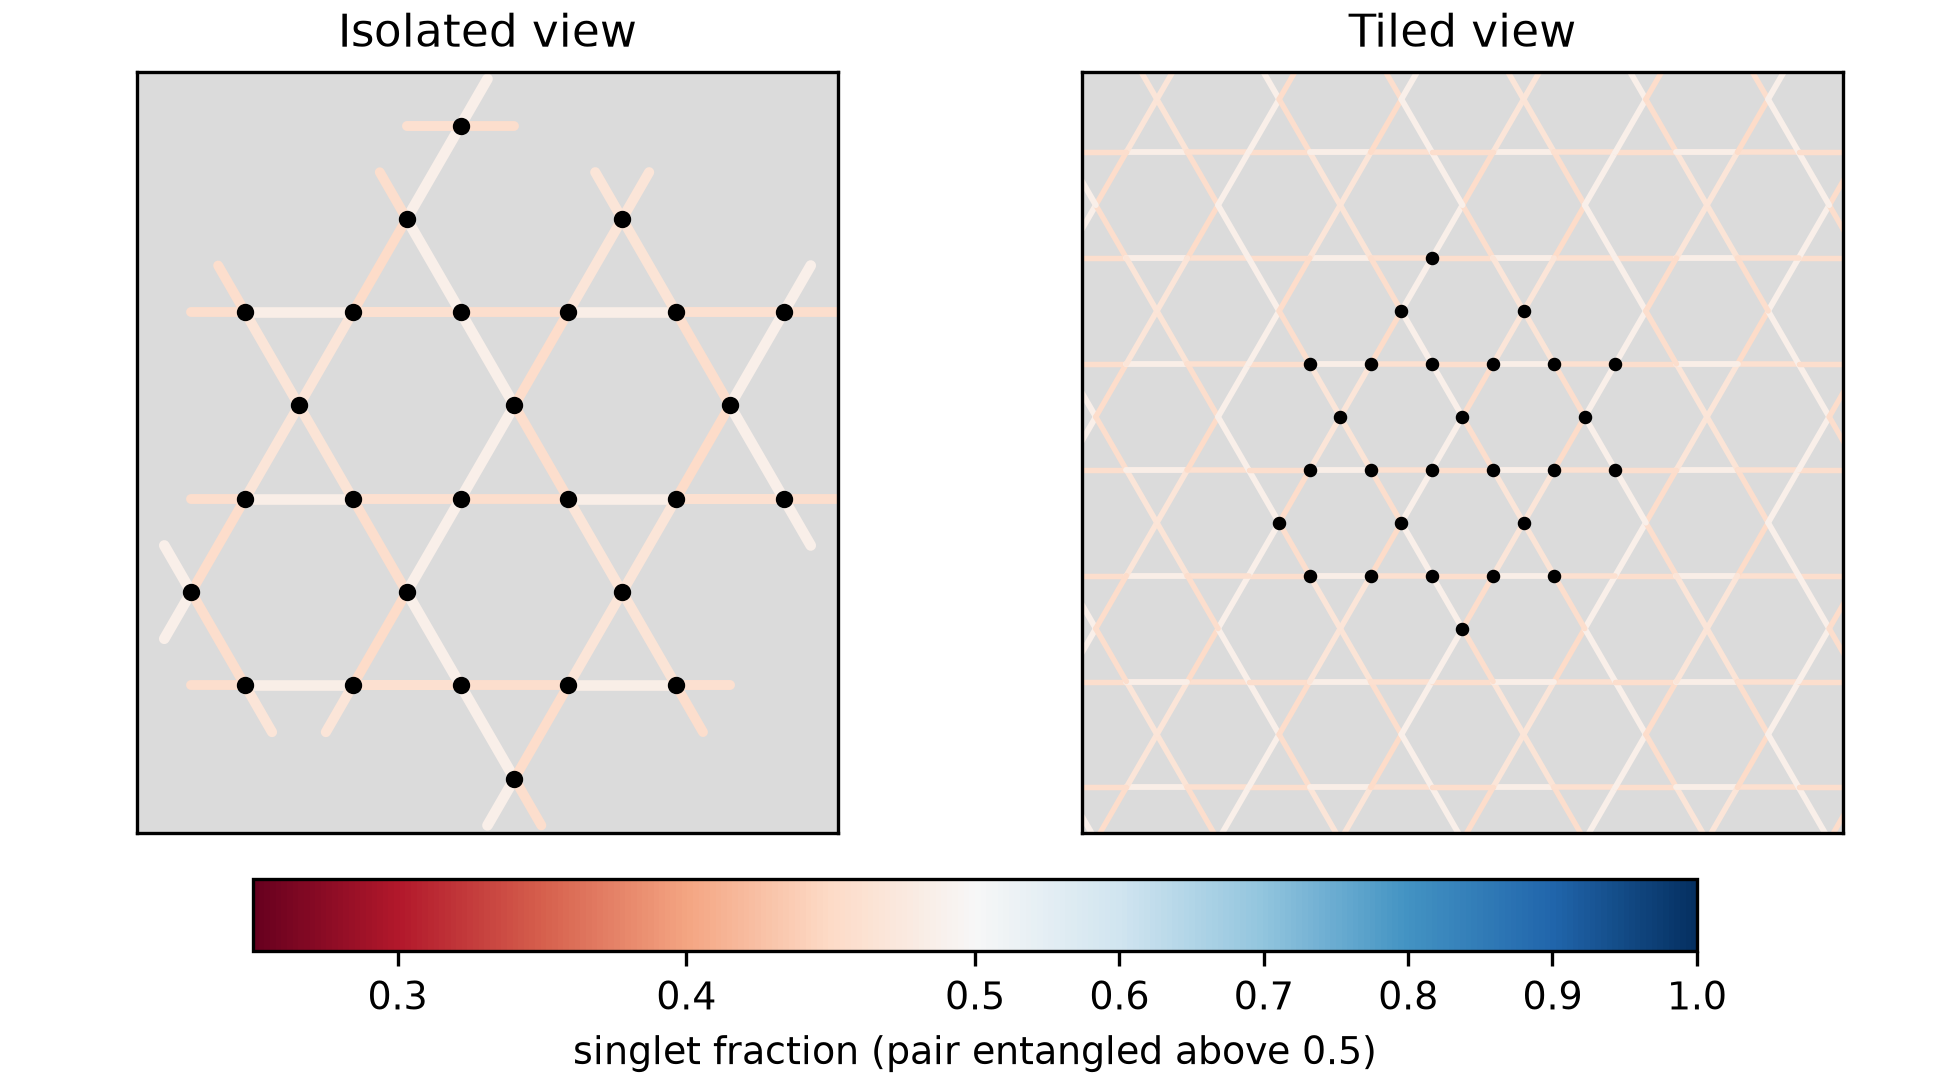 Isolated view
Tiled view
0.3 0.4 0.5 0.6 0.7 0.8 0.9 1.0
singlet fraction (pair entangled above 0.5)